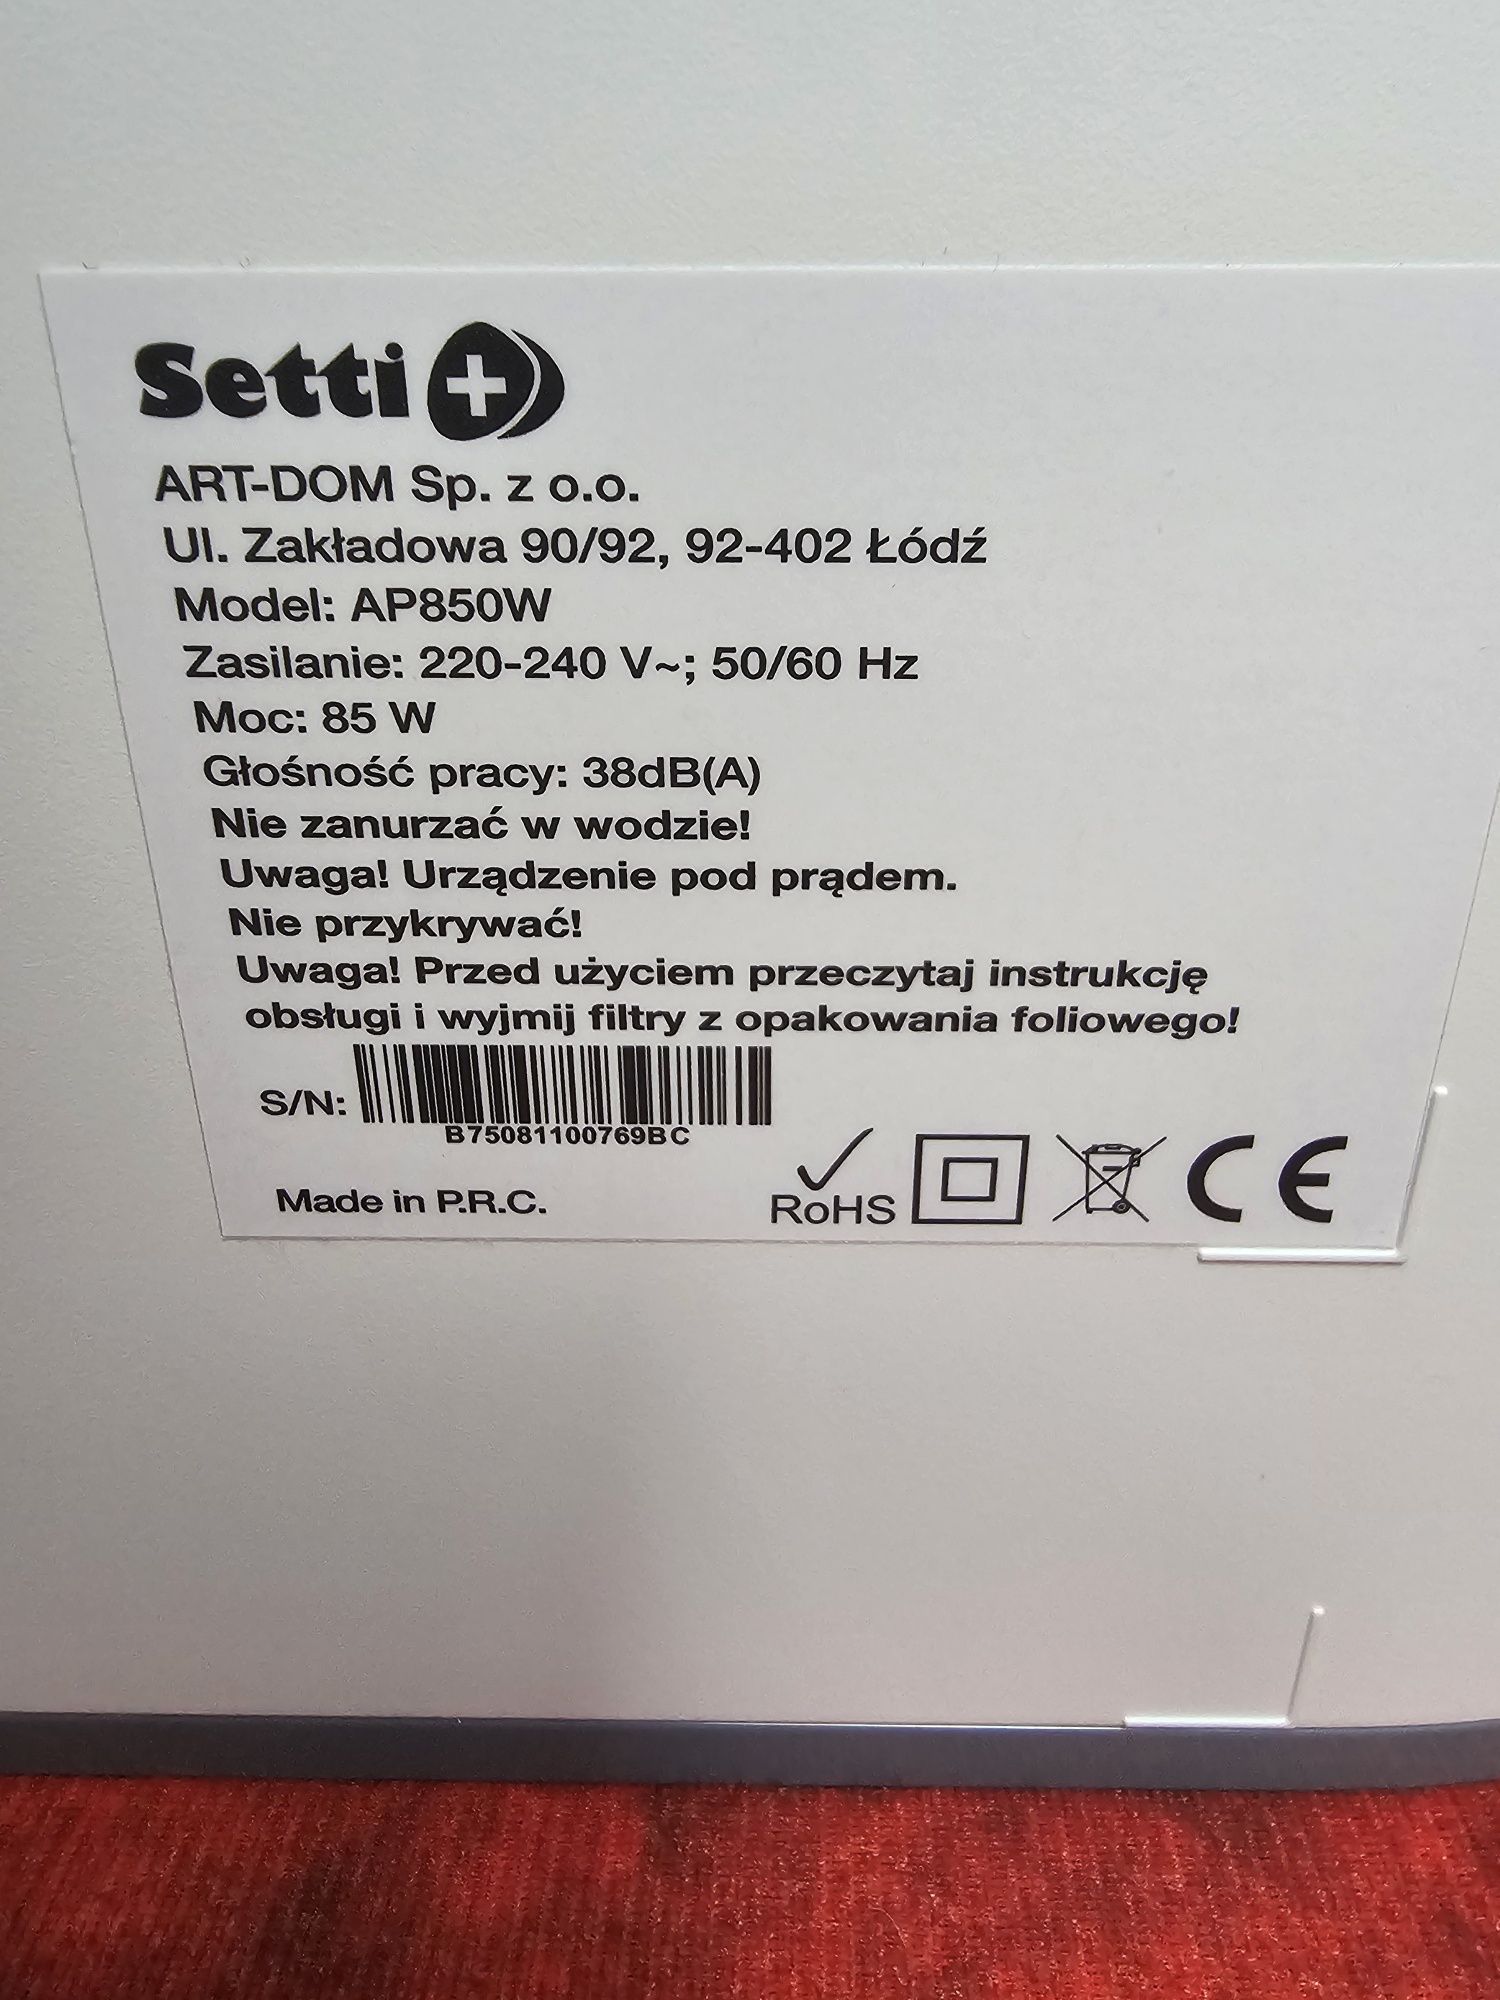 Setti+
ART-DOM Sp. z o.o.
Ul. Zakładowa 90/92, 92-402 Łódź
Model: AP850W
Zasilanie: 220-240 V~; 50/60 Hz
Moc: 85 W
Głośność pracy: 38dB(A)
Nie zanurzać w wodzie!
Uwaga! Urządzenie pod prądem.
Nie przykrywać!
Uwaga! Przed użyciem przeczytaj instrukcję
obsługi i wyjmij filtry z opakowania foliowego!
S/N:
B75081100769BC
Made in P.R.C.
RoHS
CE